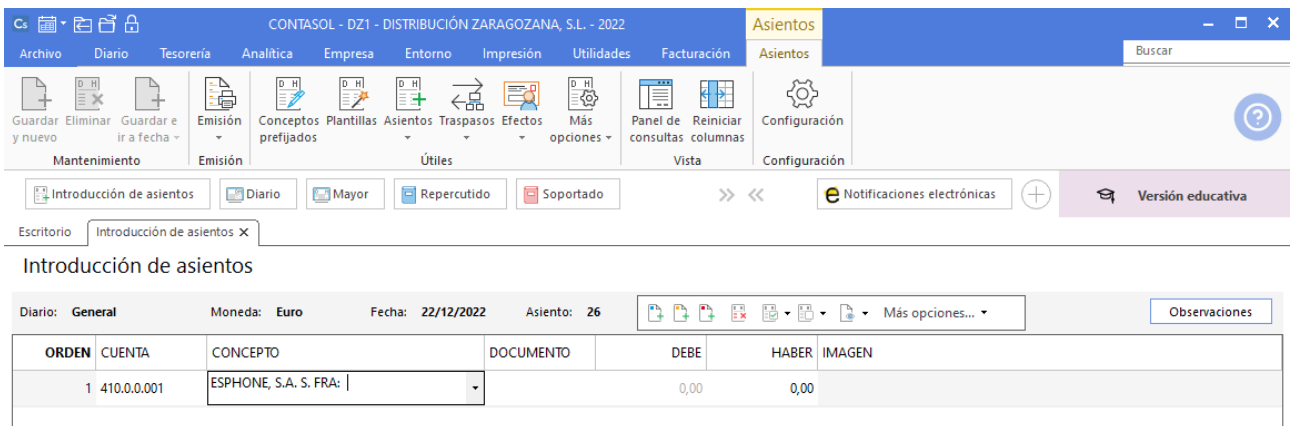 Cs CONTASOL - DZ1 - DISTRIBUCIÓN ZARAGOZANA, S.L. - 2022 Asientos
Archivo Diario Tesorería Analítica Empresa Entorno Impresión Utilidades Facturación Asientos Buscar
D H D H D H D H
Guardar Eliminar Guardar e Emisión Conceptos Plantillas Asientos Traspasos Efectos Más Panel de Reiniciar Configuración ?
y nuevo ir a fecha prefijados opciones consultas columnas
Mantenimiento Emisión Útiles Vista Configuración
Introducción de asientos Diario Mayor Repercutido Soportado e Notificaciones electrónicas Versión educativa
Escritorio Introducción de asientos X
Introducción de asientos
Diario: General Moneda: Euro Fecha: 22/12/2022 Asiento: 26 Más opciones... Observaciones
ORDEN CUENTA CONCEPTO DOCUMENTO DEBE HABER IMAGEN
1 410.0.0.001 ESPHONE, S.A. S. FRA: 0,00 0,00